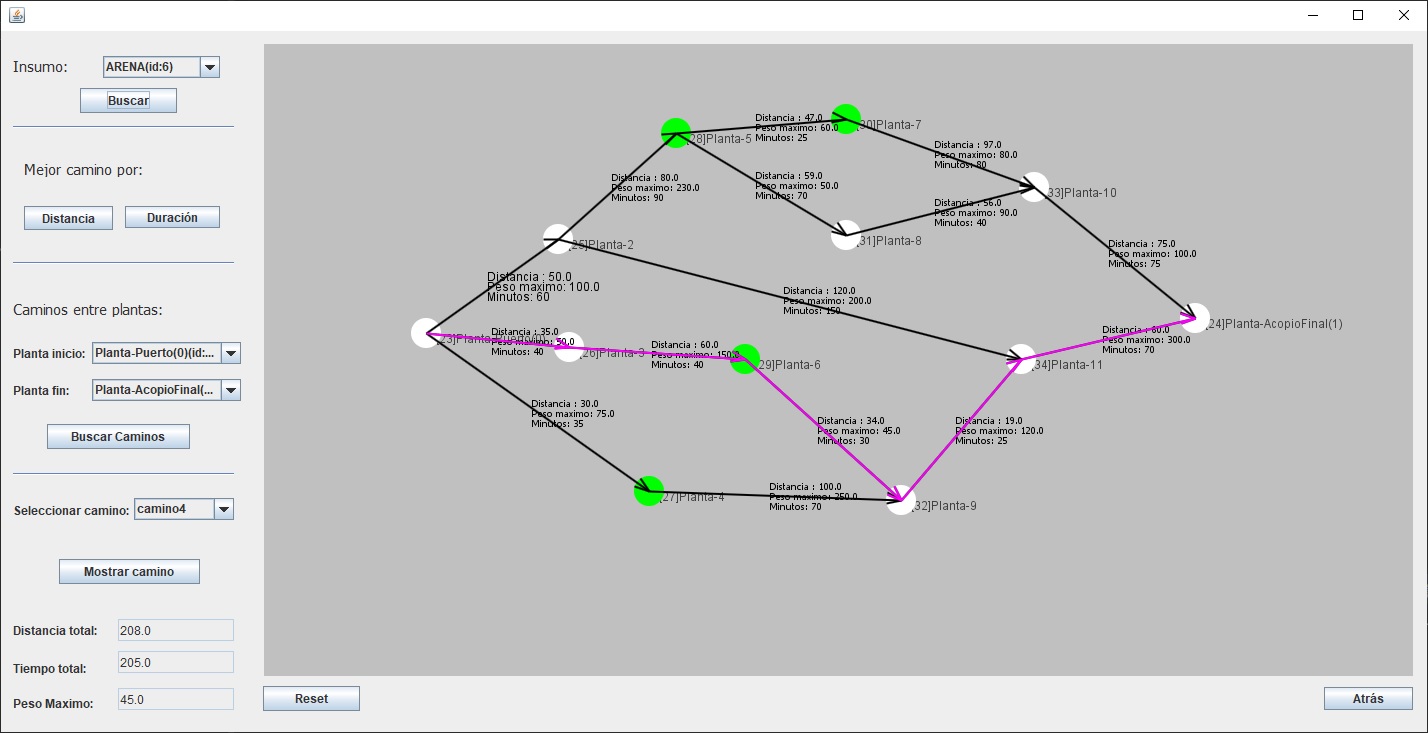 Insumo:
ARENA(id:6)
Buscar
Mejor camino por:
Distancia
Duración
Caminos entre plantas:
Planta inicio:
Planta-Puerto(0)(id:...
Planta fin:
Planta-AcopioFinal(...
Buscar Caminos
Seleccionar camino:
camino4
Mostrar camino
Distancia total:
208.0
Tiempo total:
205.0
Peso Maximo:
45.0
Distancia : 47.0
Peso maximo: 60.0
Minutos: 25
[30]Planta-7
[28]Planta-5
Distancia : 97.0
Peso maximo: 80.0
Minutos: 80
Distancia : 80.0
Peso maximo: 230.0
Minutos: 90
Distancia : 59.0
Peso maximo: 50.0
Minutos: 70
[33]Planta-10
Distancia : 56.0
Peso maximo: 90.0
Minutos: 40
[25]Planta-2
[31]Planta-8
Distancia : 75.0
Peso maximo: 100.0
Minutos: 75
Distancia : 50.0
Peso maximo: 100.0
Minutos: 60
Distancia : 120.0
Peso maximo: 200.0
Minutos: 150
[24]Planta-AcopioFinal(1)
[23]Planta-Puerto(0)
Distancia : 35.0
Peso maximo: 50.0
Minutos: 40
[26]Planta-3
Distancia : 60.0
Peso maximo: 150.0
Minutos: 40
[29]Planta-6
Distancia : 60.0
Peso maximo: 300.0
Minutos: 70
[34]Planta-11
Distancia : 30.0
Peso maximo: 75.0
Minutos: 35
Distancia : 34.0
Peso maximo: 45.0
Minutos: 30
Distancia : 19.0
Peso maximo: 120.0
Minutos: 25
[27]Planta-4
Distancia : 100.0
Peso maximo: 250.0
Minutos: 70
[32]Planta-9
Reset
Atrás